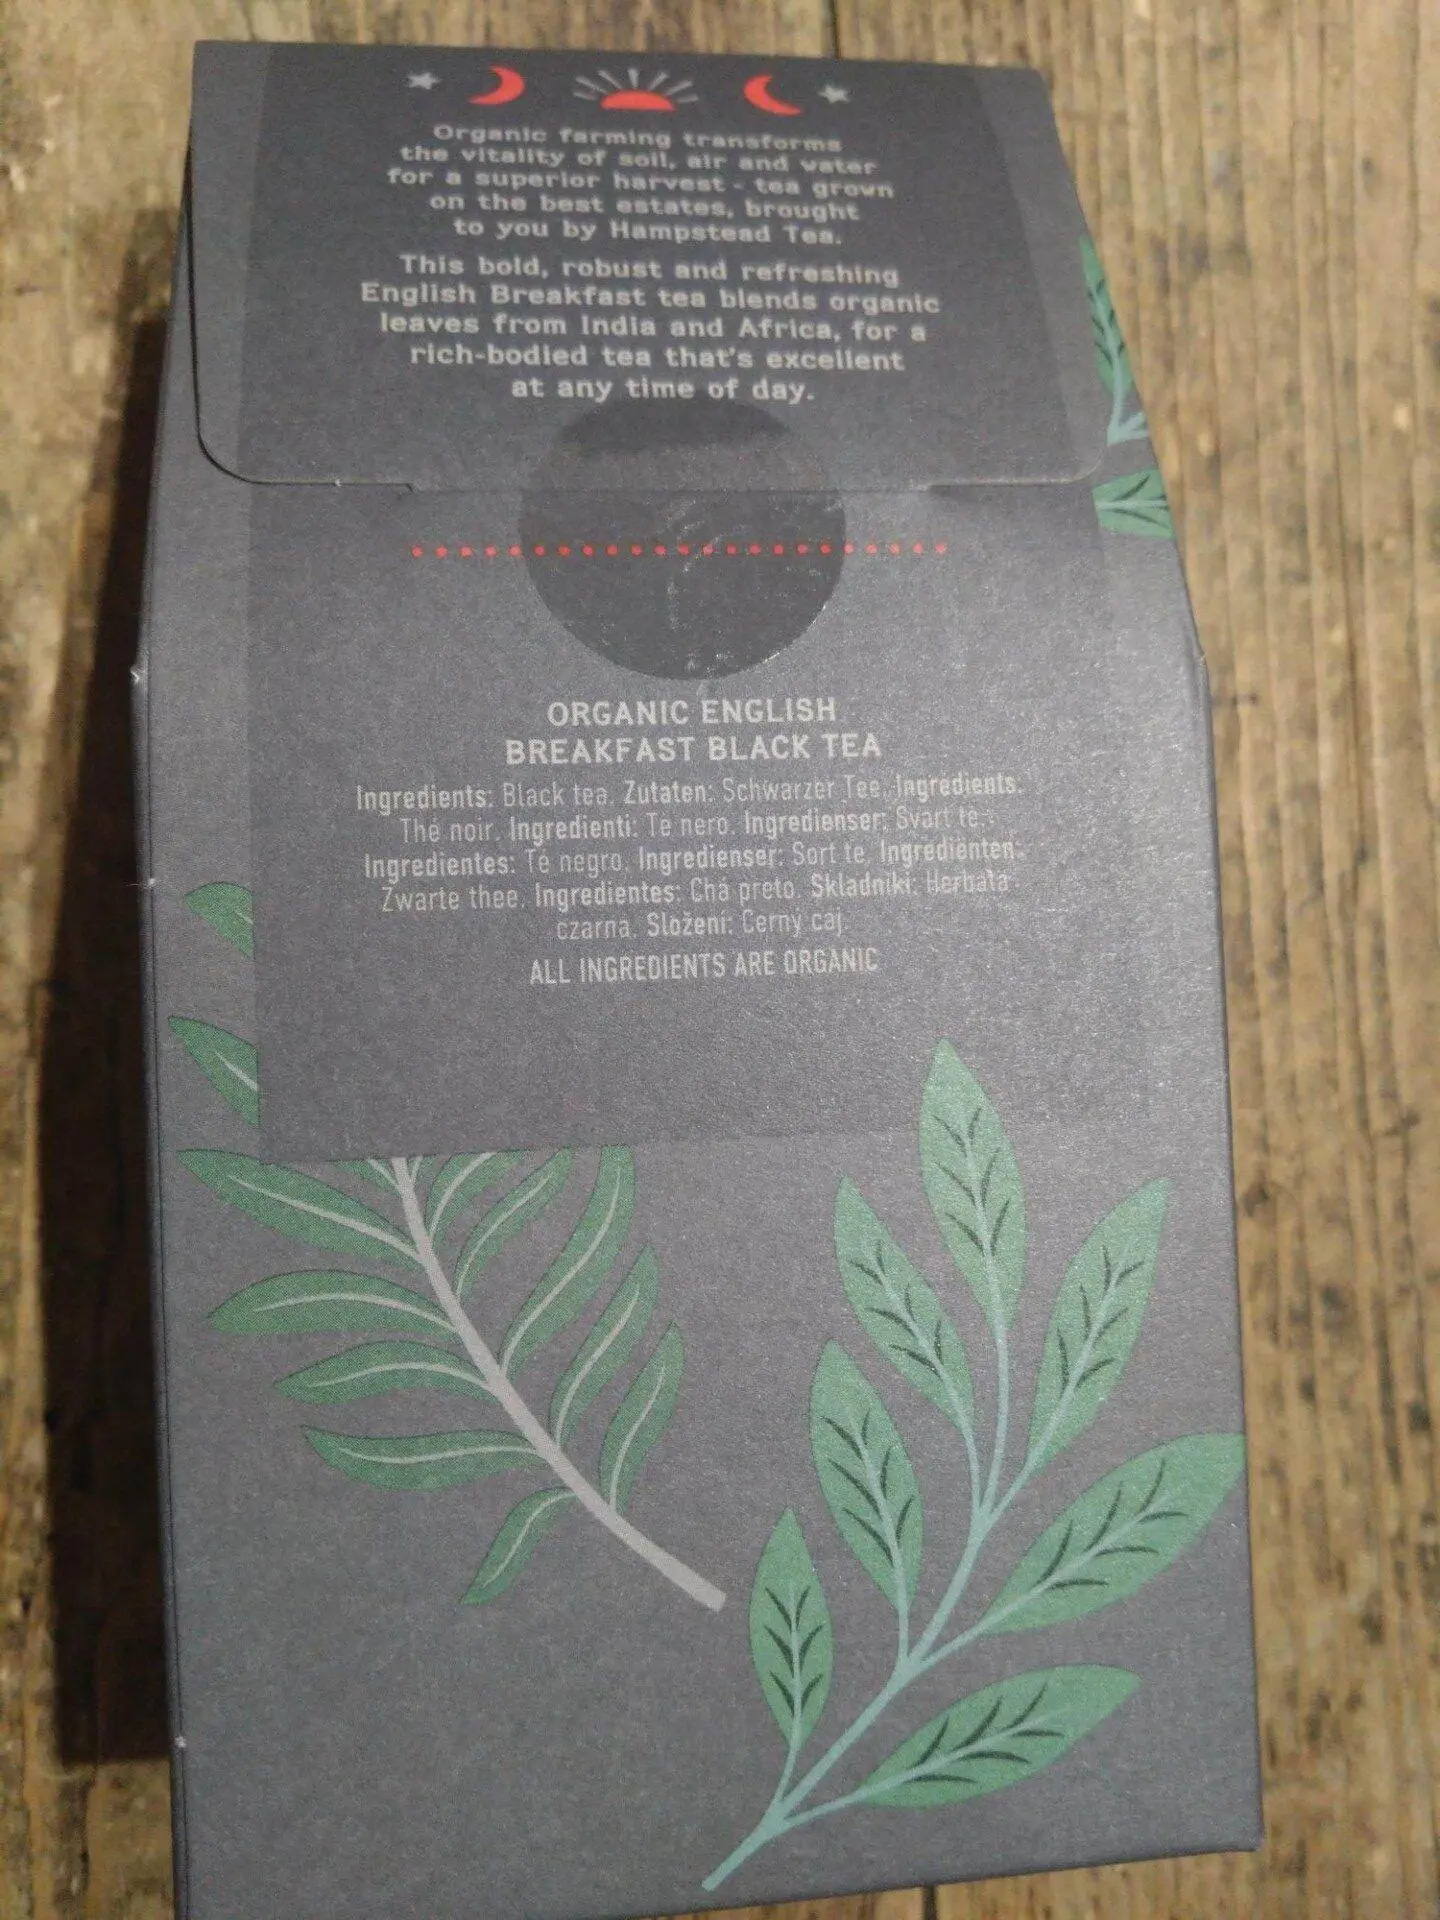 Organic farming transforms
the vitality of soil, air and water
for a superior harvest - tea grown
on the best estates, brought
to you by Hampstead Tea.
This bold, robust and refreshing
English Breakfast tea blends organic
leaves from India and Africa, for a
rich-bodied tea that's excellent
at any time of day.
ORGANIC ENGLISH
BREAKFAST BLACK TEA
Ingredients: Black tea. Zutaten: Schwarzer Tee. Ingrédients:
Thé noir. Ingredienti: Tè nero. Ingredienser: Svart te.
Ingredientes: Té negro. Ingredienser: Sort te. Ingrediënten:
Zwarte thee. Ingredientes: Chá preto. Składniki: Herbata
czarna. Složení: Černý čaj.
ALL INGREDIENTS ARE ORGANIC